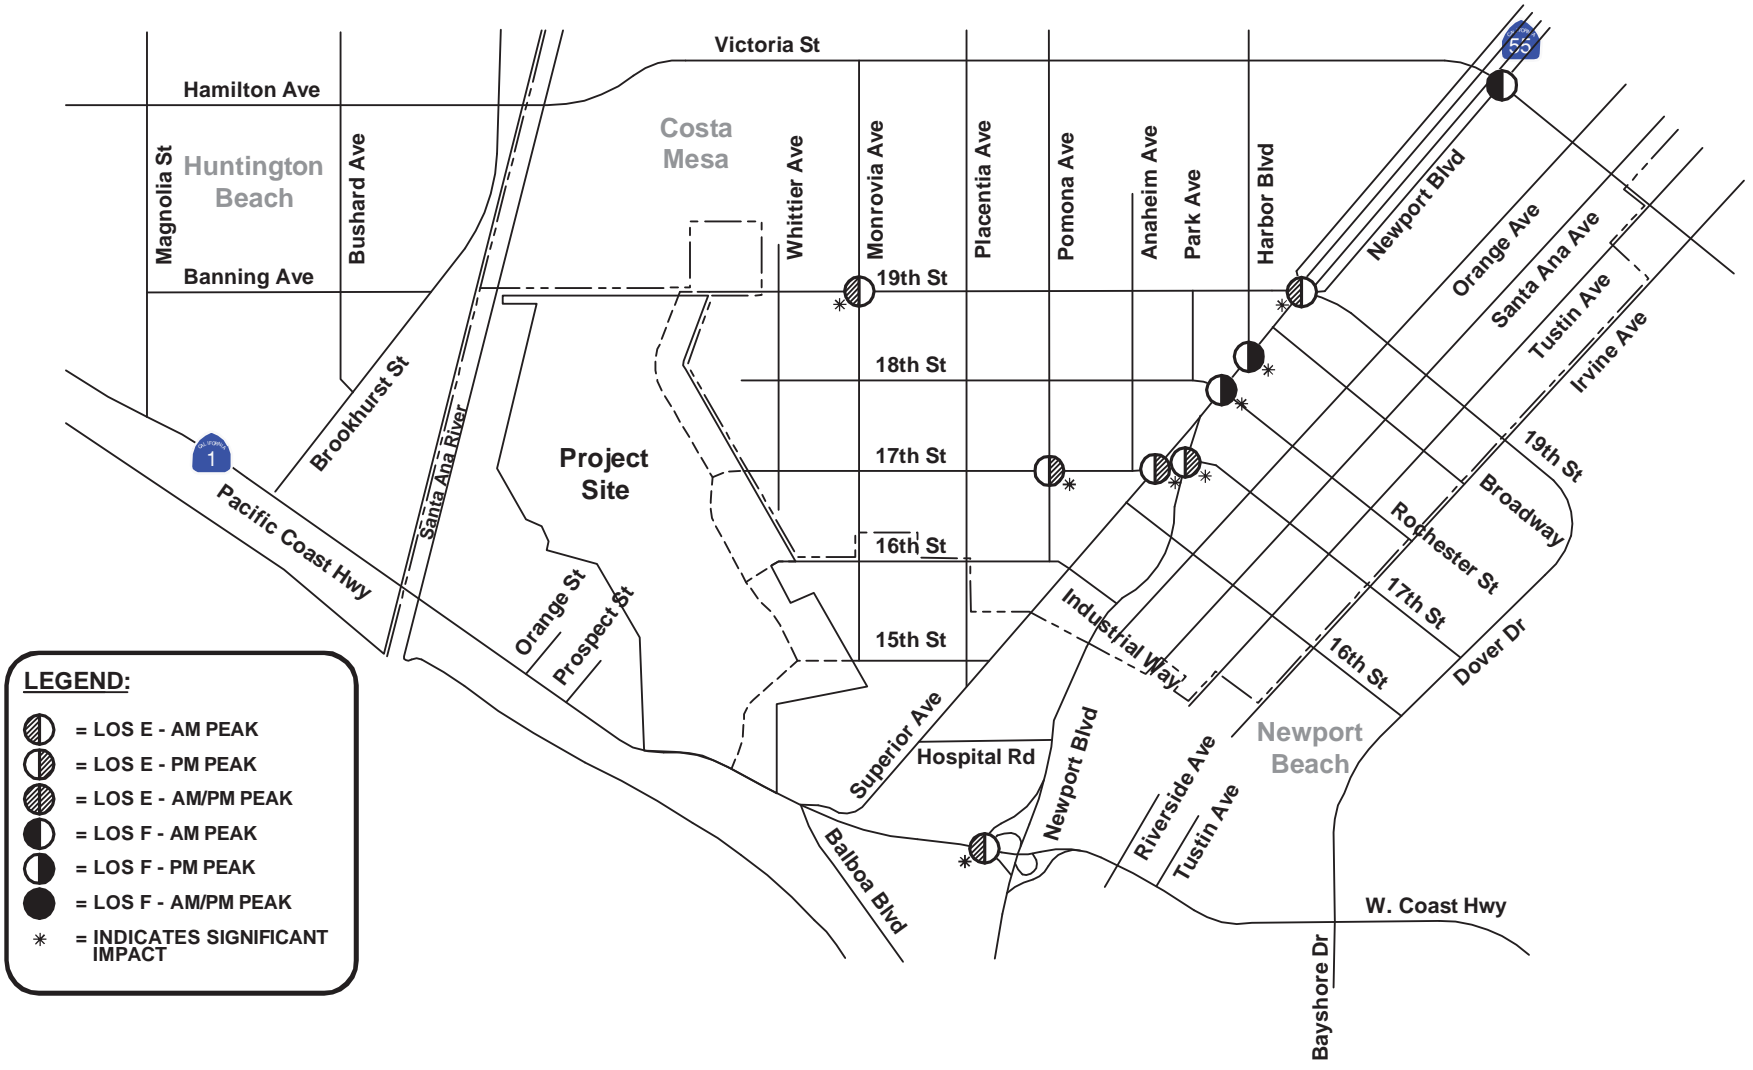 Victoria St
CALIFORNIA
55
Hamilton Ave
Costa
Mesa
Huntington
Beach
Magnolia St
Bushard Ave
Whittier Ave
Monrovia Ave
Placentia Ave
Pomona Ave
Anaheim Ave
Park Ave
Harbor Blvd
Newport Blvd
Orange Ave
Santa Ana Ave
Tustin Ave
Irvine Ave
Banning Ave
19th St
18th St
17th St
16th St
15th St
Brookhurst St
Santa Ana River
CALIFORNIA
1
Pacific Coast Hwy
Project
Site
Orange St
Prospect St
19th St
Broadway
Rochester St
17th St
16th St
Dover Dr
Industrial Way
Superior Ave
Hospital Rd
Newport Blvd
Newport
Beach
Riverside Ave
Tustin Ave
Balboa Blvd
W. Coast Hwy
Bayshore Dr
LEGEND:
= LOS E - AM PEAK
= LOS E - PM PEAK
= LOS E - AM/PM PEAK
= LOS F - AM PEAK
= LOS F - PM PEAK
= LOS F - AM/PM PEAK
= INDICATES SIGNIFICANT
IMPACT